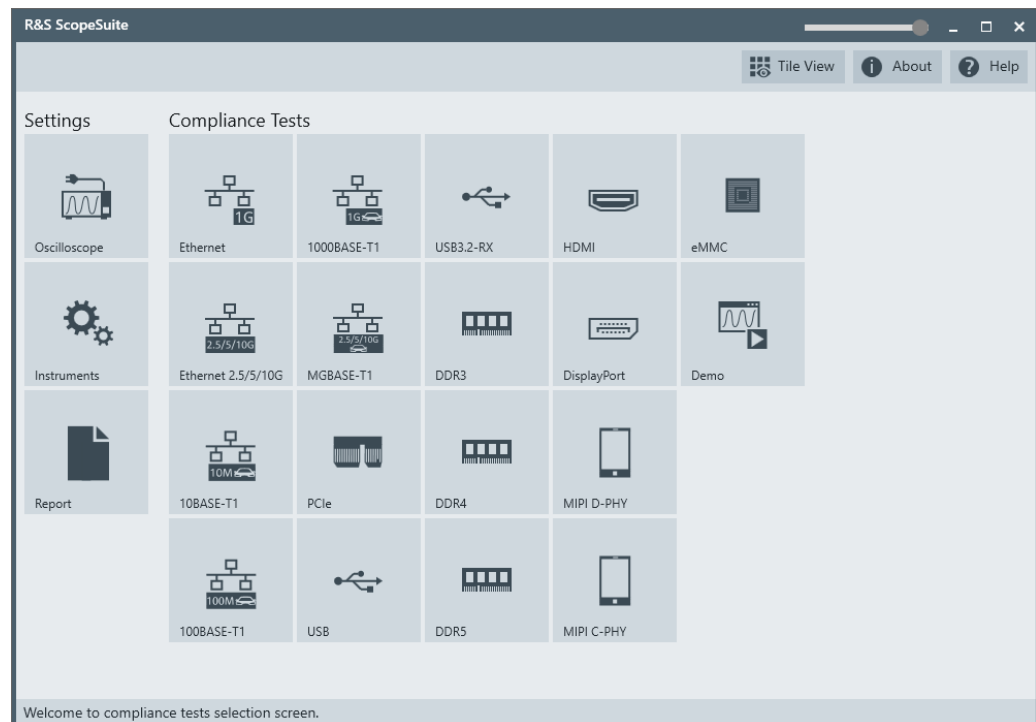 R&S ScopeSuite
Tile View
About
Help
Settings
Compliance Tests
Oscilloscope
1G
Ethernet
1G
1000BASE-T1
USB3.2-RX
HDMI
eMMC
Instruments
2.5/5/10G
Ethernet 2.5/5/10G
2.5/5/10G
MGBASE-T1
DDR3
DisplayPort
Demo
Report
10M
10BASE-T1
PCIe
DDR4
MIPI D-PHY
100M
100BASE-T1
USB
DDR5
MIPI C-PHY
Welcome to compliance tests selection screen.